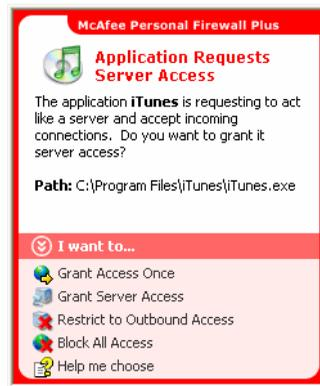 McAfee Personal Firewall Plus
Application Requests
Server Access
The application iTunes is requesting to act
like a server and accept incoming
connections. Do you want to grant it
server access?
Path: C:\Program Files\iTunes\iTunes.exe
I want to...
Grant Access Once
Grant Server Access
Restrict to Outbound Access
Block All Access
Help me choose